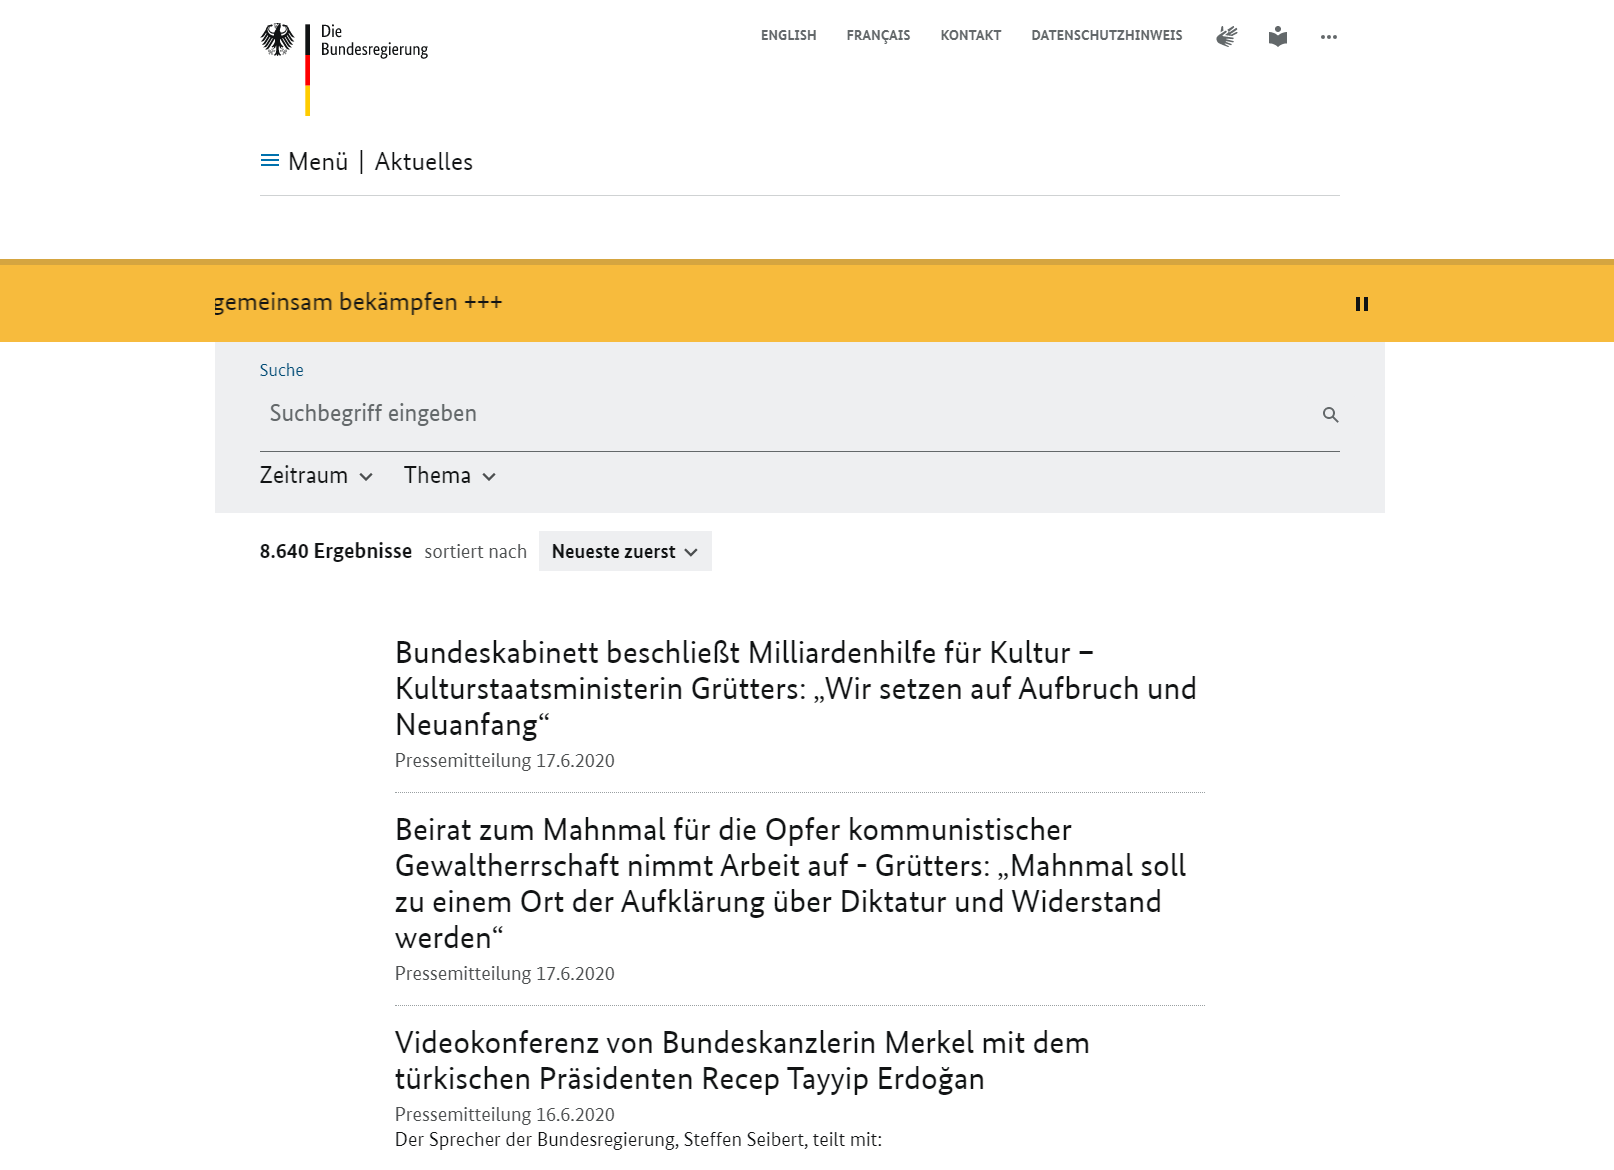 Die
Bundesregierung
ENGLISH FRANÇAIS KONTAKT DATENSCHUTZHINWEIS
Menü | Aktuelles
gemeinsam bekämpfen +++
Suche
Suchbegriff eingeben
Zeitraum Thema
8.640 Ergebnisse sortiert nach Neueste zuerst
Bundeskabinett beschließt Milliardenhilfe für Kultur –
Kulturstaatsministerin Grütters: „Wir setzen auf Aufbruch und
Neuanfang“
Pressemitteilung 17.6.2020
Beirat zum Mahnmal für die Opfer kommunistischer
Gewaltherrschaft nimmt Arbeit auf - Grütters: „Mahnmal soll
zu einem Ort der Aufklärung über Diktatur und Widerstand
werden“
Pressemitteilung 17.6.2020
Videokonferenz von Bundeskanzlerin Merkel mit dem
türkischen Präsidenten Recep Tayyip Erdoğan
Pressemitteilung 16.6.2020
Der Sprecher der Bundesregierung, Steffen Seibert, teilt mit: